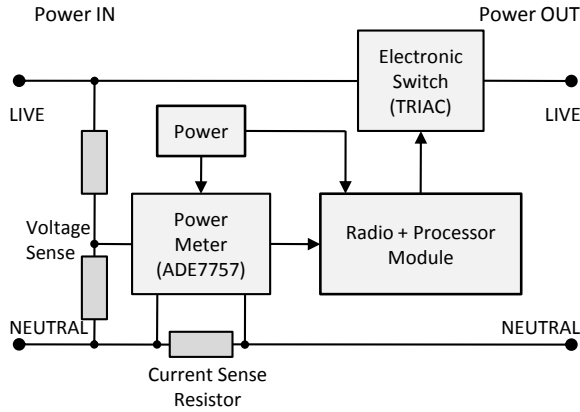 Power IN
Power OUT
Electronic
Switch
(TRIAC)
LIVE
LIVE
Power
Voltage
Sense
Power
Meter
(ADE7757)
Radio + Processor
Module
NEUTRAL
NEUTRAL
Current Sense
Resistor